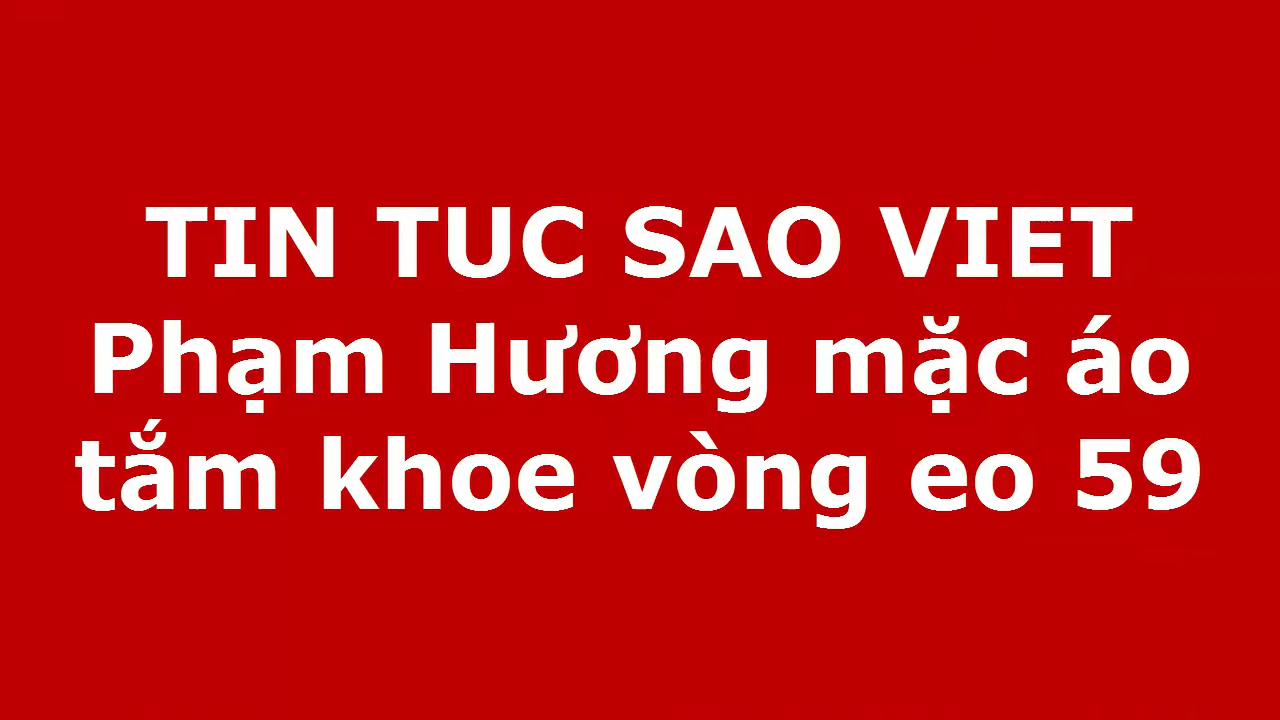 TIN TUC SAO VIET
Phạm Hương mặc áo
tắm khoe vòng eo 59